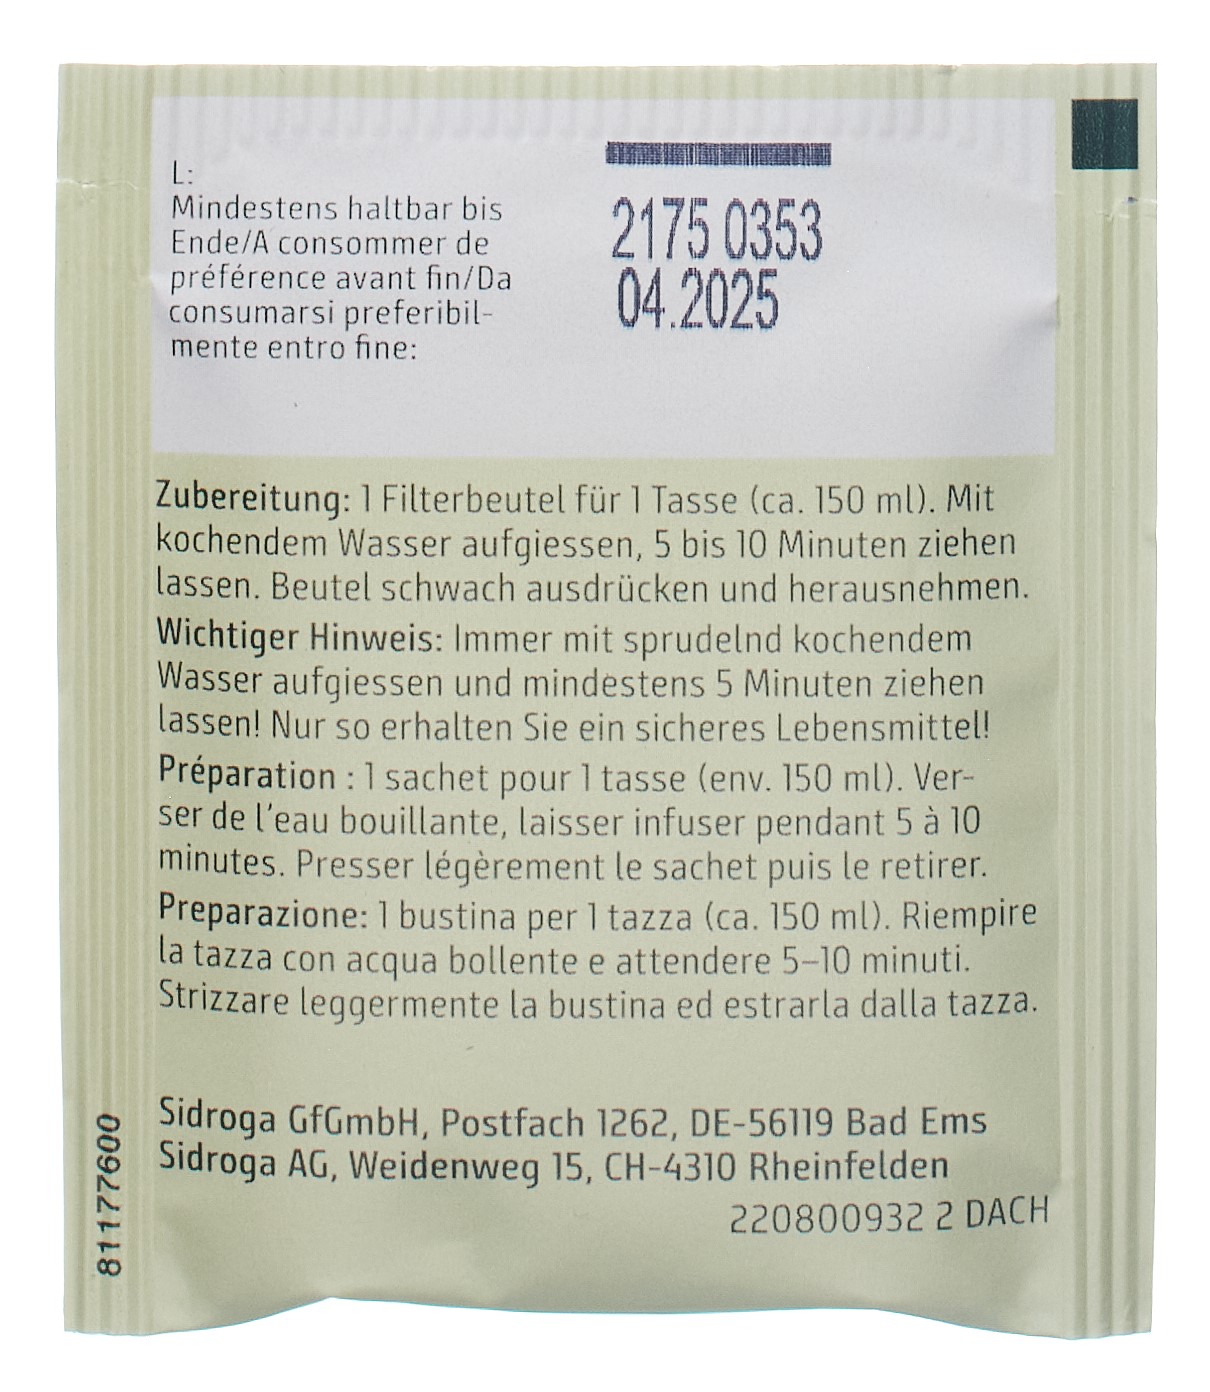 L:
Mindestens haltbar bis
Ende/A consommer de
préférence avant fin/Da
consumarsi preferibil-
mente entro fine:
2175 0353
04.2025
Zubereitung: 1 Filterbeutel für 1 Tasse (ca. 150 ml). Mit
kochendem Wasser aufgiessen, 5 bis 10 Minuten ziehen
lassen. Beutel schwach ausdrücken und herausnehmen.
Wichtiger Hinweis: Immer mit sprudelnd kochendem
Wasser aufgiessen und mindestens 5 Minuten ziehen
lassen! Nur so erhalten Sie ein sicheres Lebensmittel!
Préparation : 1 sachet pour 1 tasse (env. 150 ml). Ver-
ser de l'eau bouillante, laisser infuser pendant 5 à 10
minutes. Presser légèrement le sachet puis le retirer.
Preparazione: 1 bustina per 1 tazza (ca. 150 ml). Riempire
la tazza con acqua bollente e attendere 5–10 minuti.
Strizzare leggermente la bustina ed estrarla dalla tazza.
Sidroga GfGmbH, Postfach 1262, DE-56119 Bad Ems
Sidroga AG, Weidenweg 15, CH-4310 Rheinfelden
220800932 2 DACH
81177600